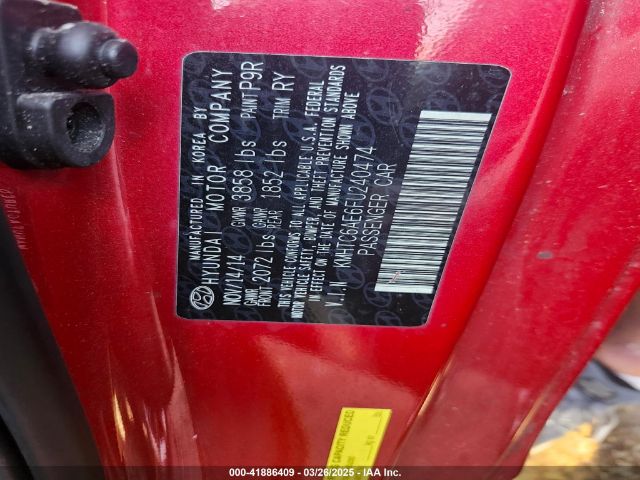 MANUFACTURED IN KOREA BY
HYUNDAI MOTOR COMPANY
NOV/14/14 GVWR 3858 lbs PAINT P9R
GAWR FRONT 2072 lbs GAWR REAR 1852 lbs TRIM RY
THIS VEHICLE CONFORMS TO ALL APPLICABLE U.S.A. FEDERAL
MOTOR VEHICLE SAFETY, BUMPER, AND THEFT PREVENTION STANDARDS
IN EFFECT ON THE DATE OF MANUFACTURE SHOWN ABOVE
V.I.N KMHTC6AE6FU240474
PASSENGER CAR
CAPACITY REDUCED
000-41886409 - 03/26/2025 - IAA Inc.